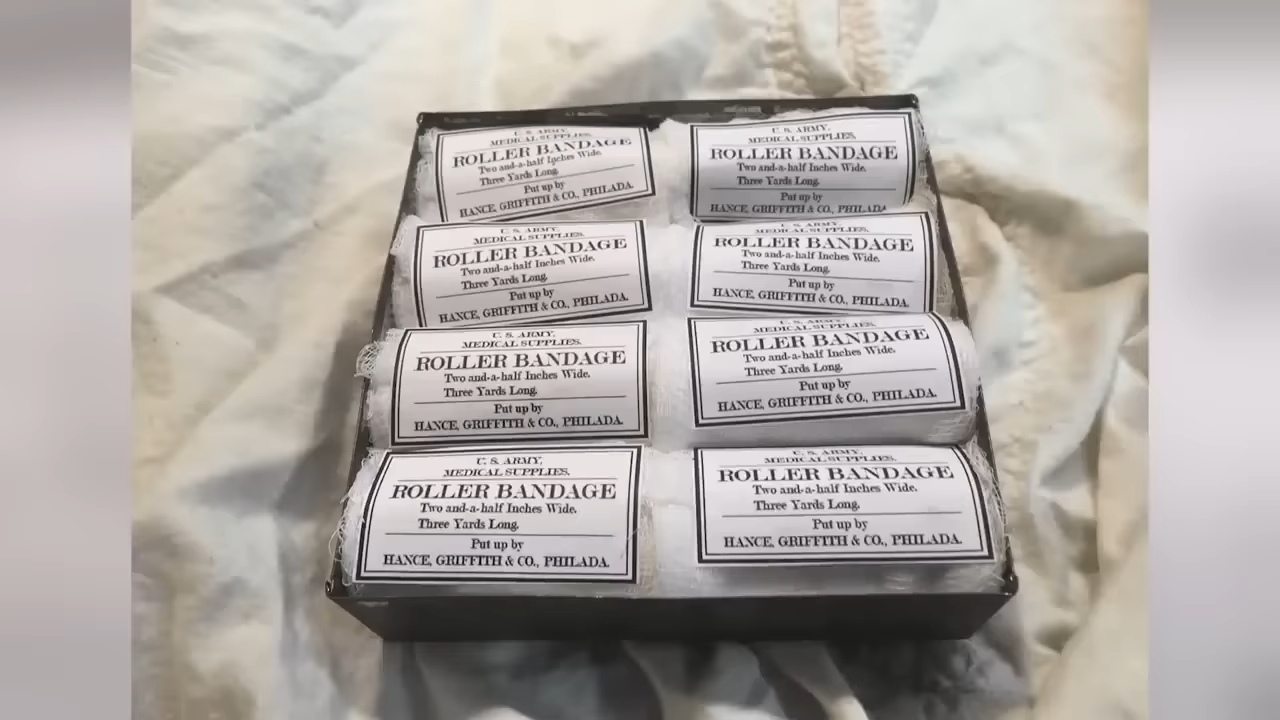 U. S. ARMY,
MEDICAL SUPPLIES.
ROLLER BANDAGE
Two and-a-half Inches Wide.
Three Yards Long.
Put up by
HANCE, GRIFFITH & CO., PHILADA.
U. S. ARMY,
MEDICAL SUPPLIES,
ROLLER BANDAGE
Two and-a-half Inches Wide.
Three Yards Long.
Put up by
HANCE, GRIFFITH & CO., PHILADA
U. S. ARMY,
MEDICAL SUPPLIES.
ROLLER BANDAGE
Two and-a-half Inches Wide.
Three Yards Long.
Put up by
HANCE, GRIFFITH & CO., PHILADA.
U. S. ARMY,
MEDICAL SUPPLIES,
ROLLER BANDAGE
Two and-a-half Inches Wide.
Three Yards Long.
Put up by
HANCE, GRIFFITH & CO., PHILADA.
U. S. ARMY,
MEDICAL SUPPLIES.
ROLLER BANDAGE
Two and-a-half Inches Wide.
Three Yards Long.
Put up by
HANCE, GRIFFITH & CO., PHILADA.
U. S. ARMY,
MEDICAL SUPPLIES,
ROLLER BANDAGE
Two and-a-half Inches Wide.
Three Yards Long.
Put up by
HANCE, GRIFFITH & CO., PHILADA.
U. S. ARMY,
MEDICAL SUPPLIES.
ROLLER BANDAGE
Two and-a-half Inches Wide.
Three Yards Long.
Put up by
HANCE, GRIFFITH & CO., PHILADA.
U. S. ARMY,
MEDICAL SUPPLIES.
ROLLER BANDAGE
Two and-a-half Inches Wide.
Three Yards Long.
Put up by
HANCE, GRIFFITH & CO., PHILADA.